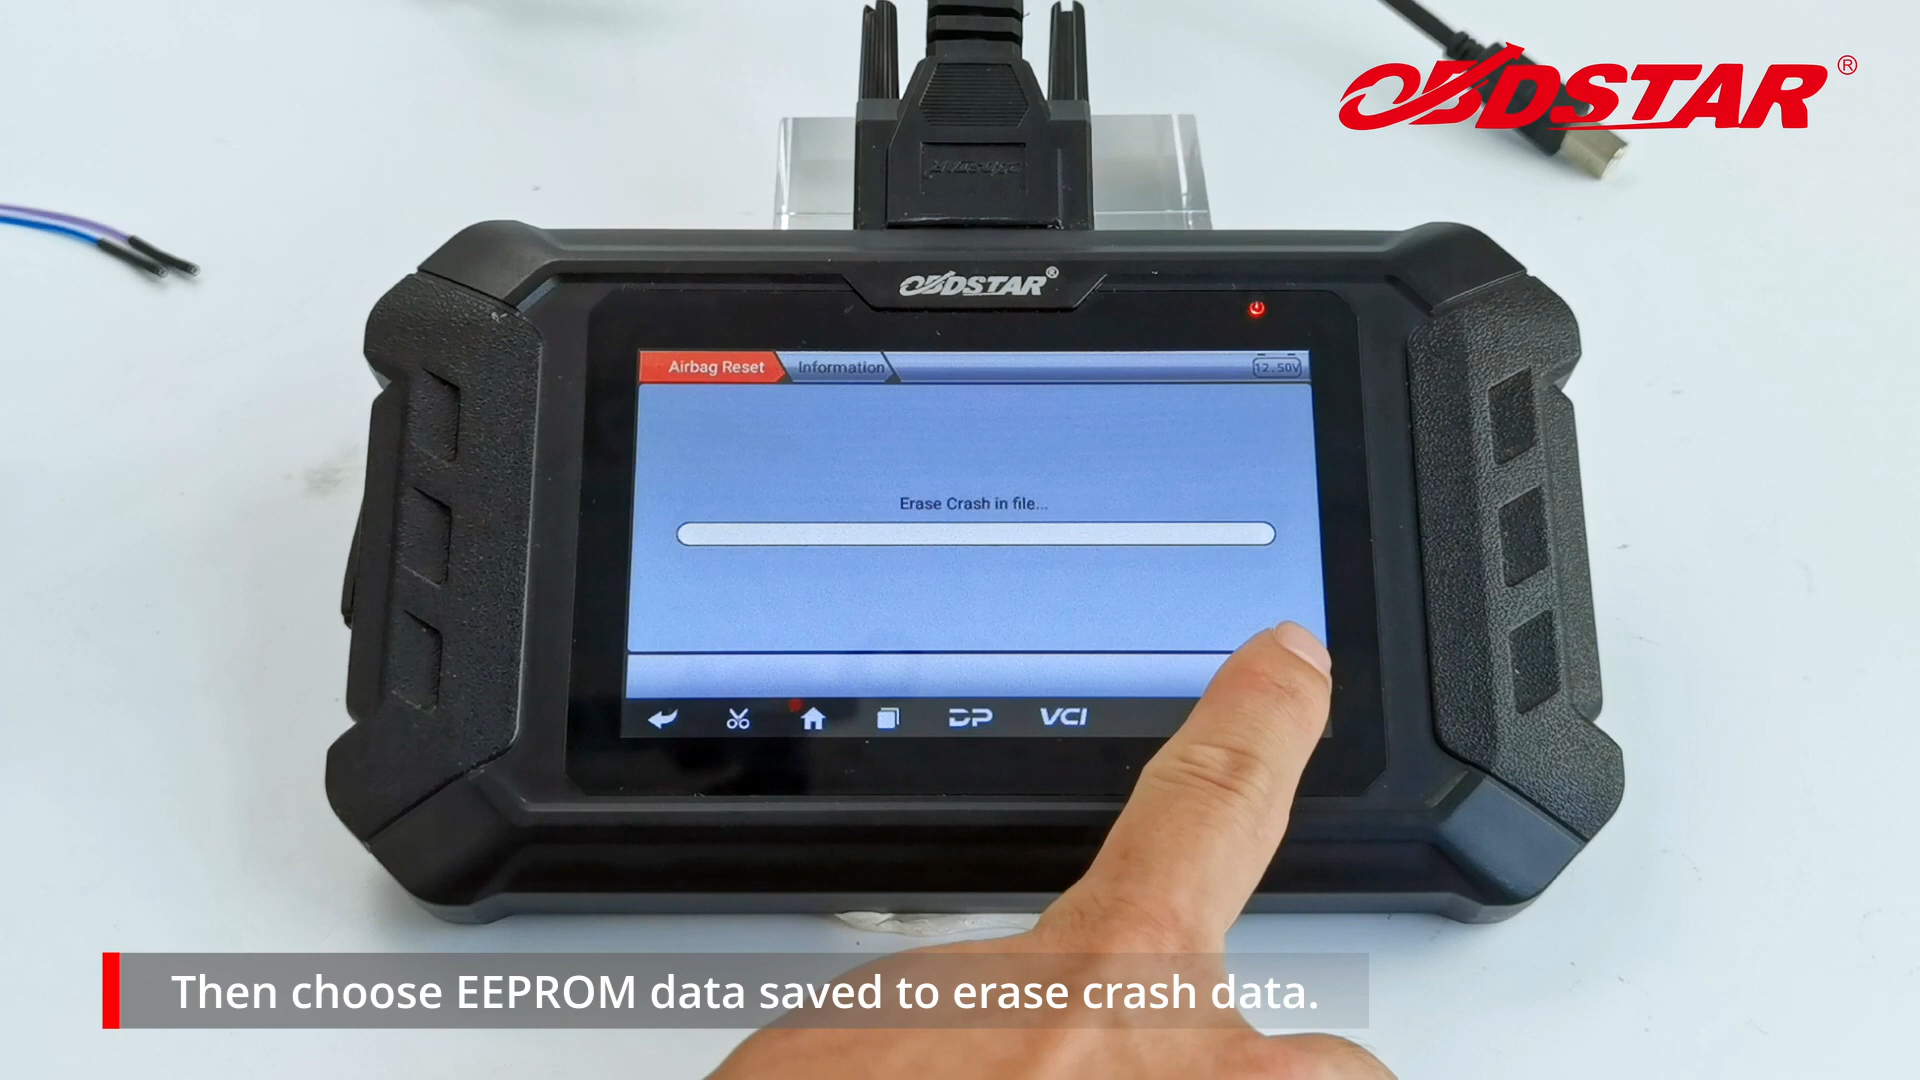 OBDSTAR®
OBDSTAR®
Airbag Reset
Information
12.50V
Erase Crash in file...
DP
VCI
Then choose EEPROM data saved to erase crash data.